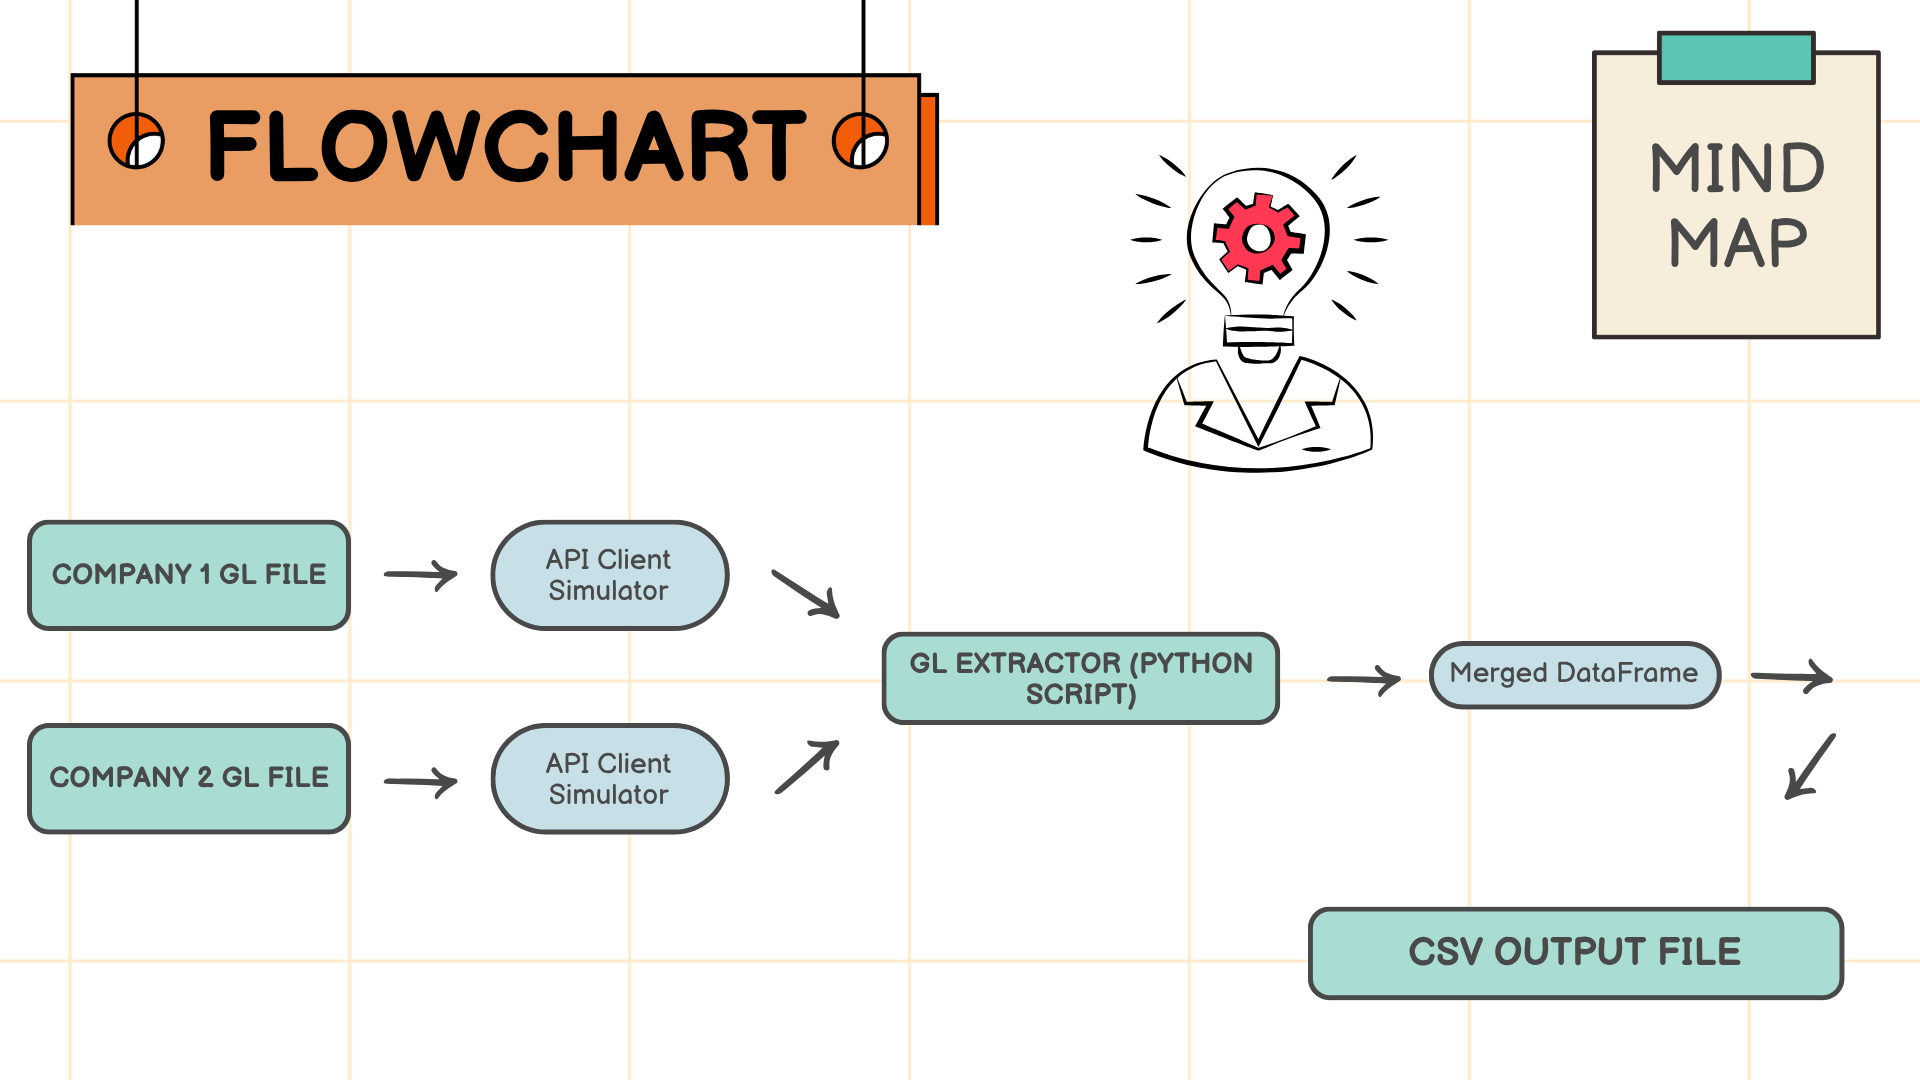 FLOWCHART
MIND
MAP
COMPANY 1 GL FILE
API Client
Simulator
GL EXTRACTOR (PYTHON
SCRIPT)
Merged DataFrame
COMPANY 2 GL FILE
API Client
Simulator
CSV OUTPUT FILE